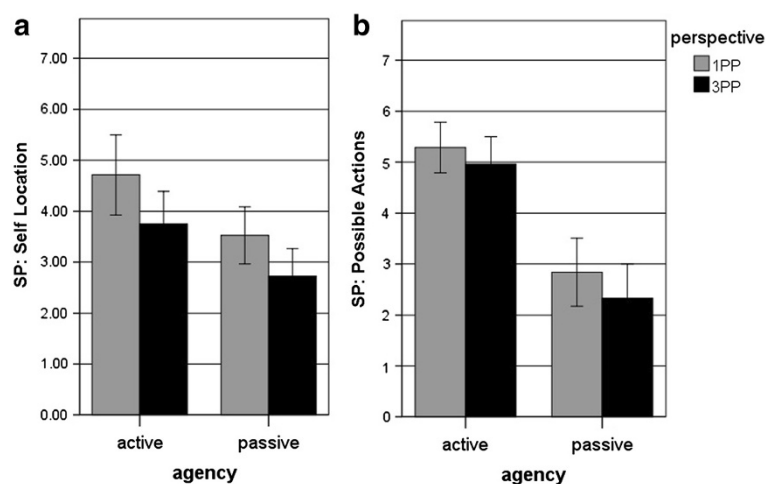 a
7.00
6.00
5.00
4.00
3.00
2.00
1.00
0.00
SP: Self Location
active passive
agency
b
7
6
5
4
3
2
1
0
SP: Possible Actions
active passive
agency
perspective
1PP
3PP